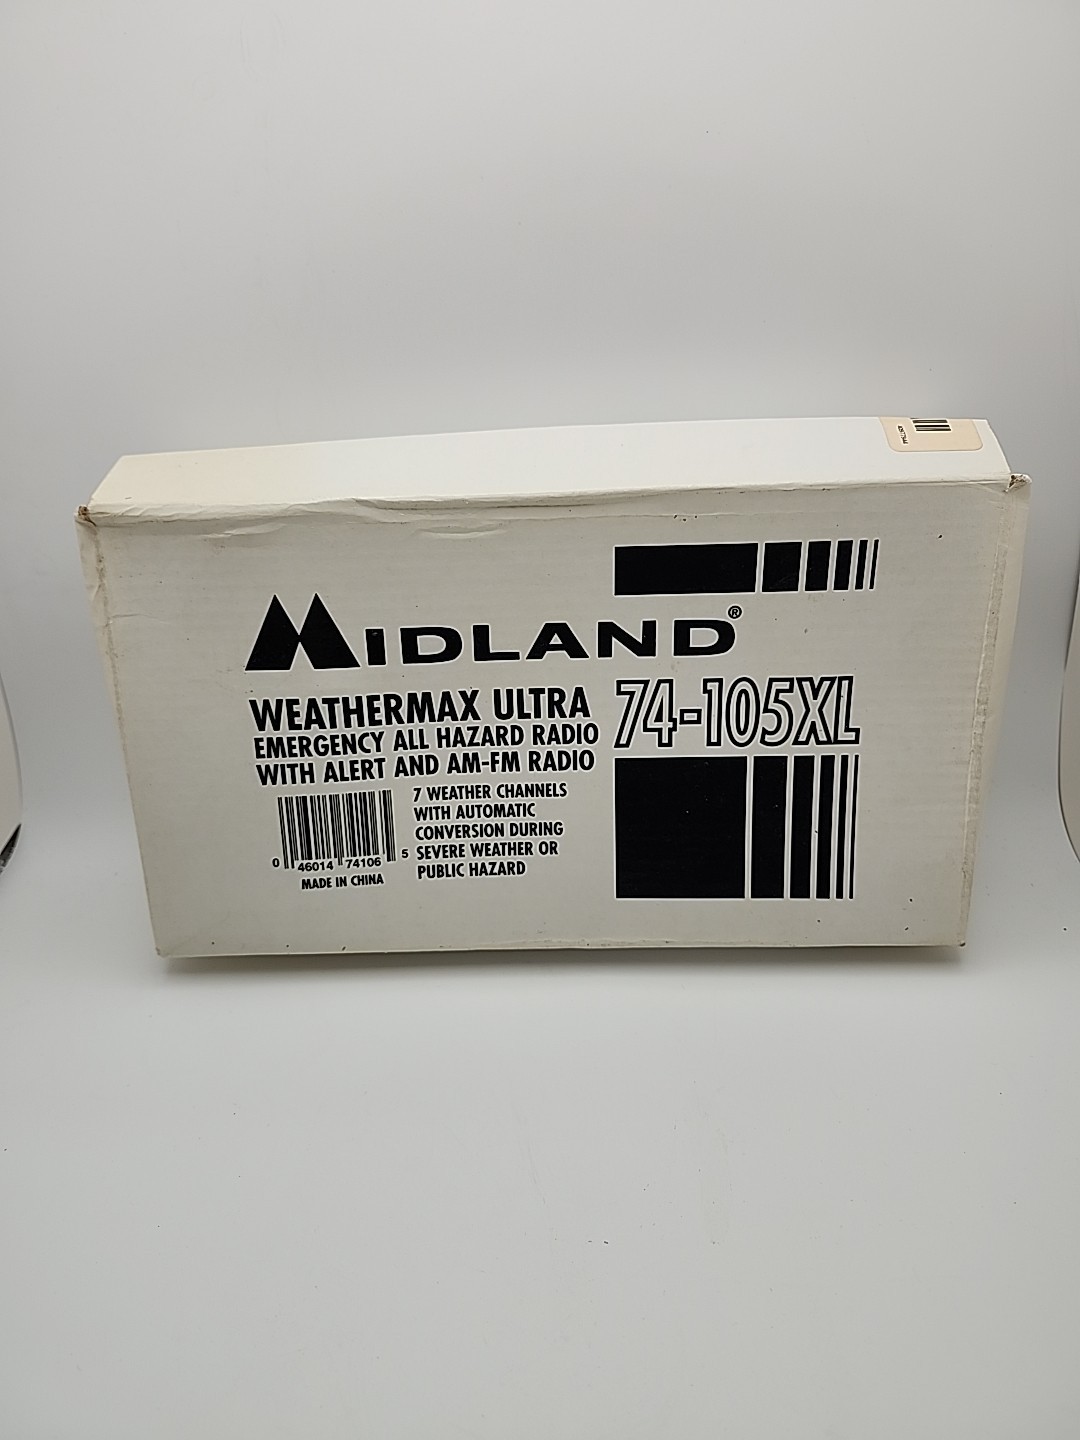 MIDLAND®
WEATHERMAX ULTRA
EMERGENCY ALL HAZARD RADIO
WITH ALERT AND AM-FM RADIO
74-105XL
7 WEATHER CHANNELS
WITH AUTOMATIC
CONVERSION DURING
SEVERE WEATHER OR
PUBLIC HAZARD
0 46014 74106 5
MADE IN CHINA